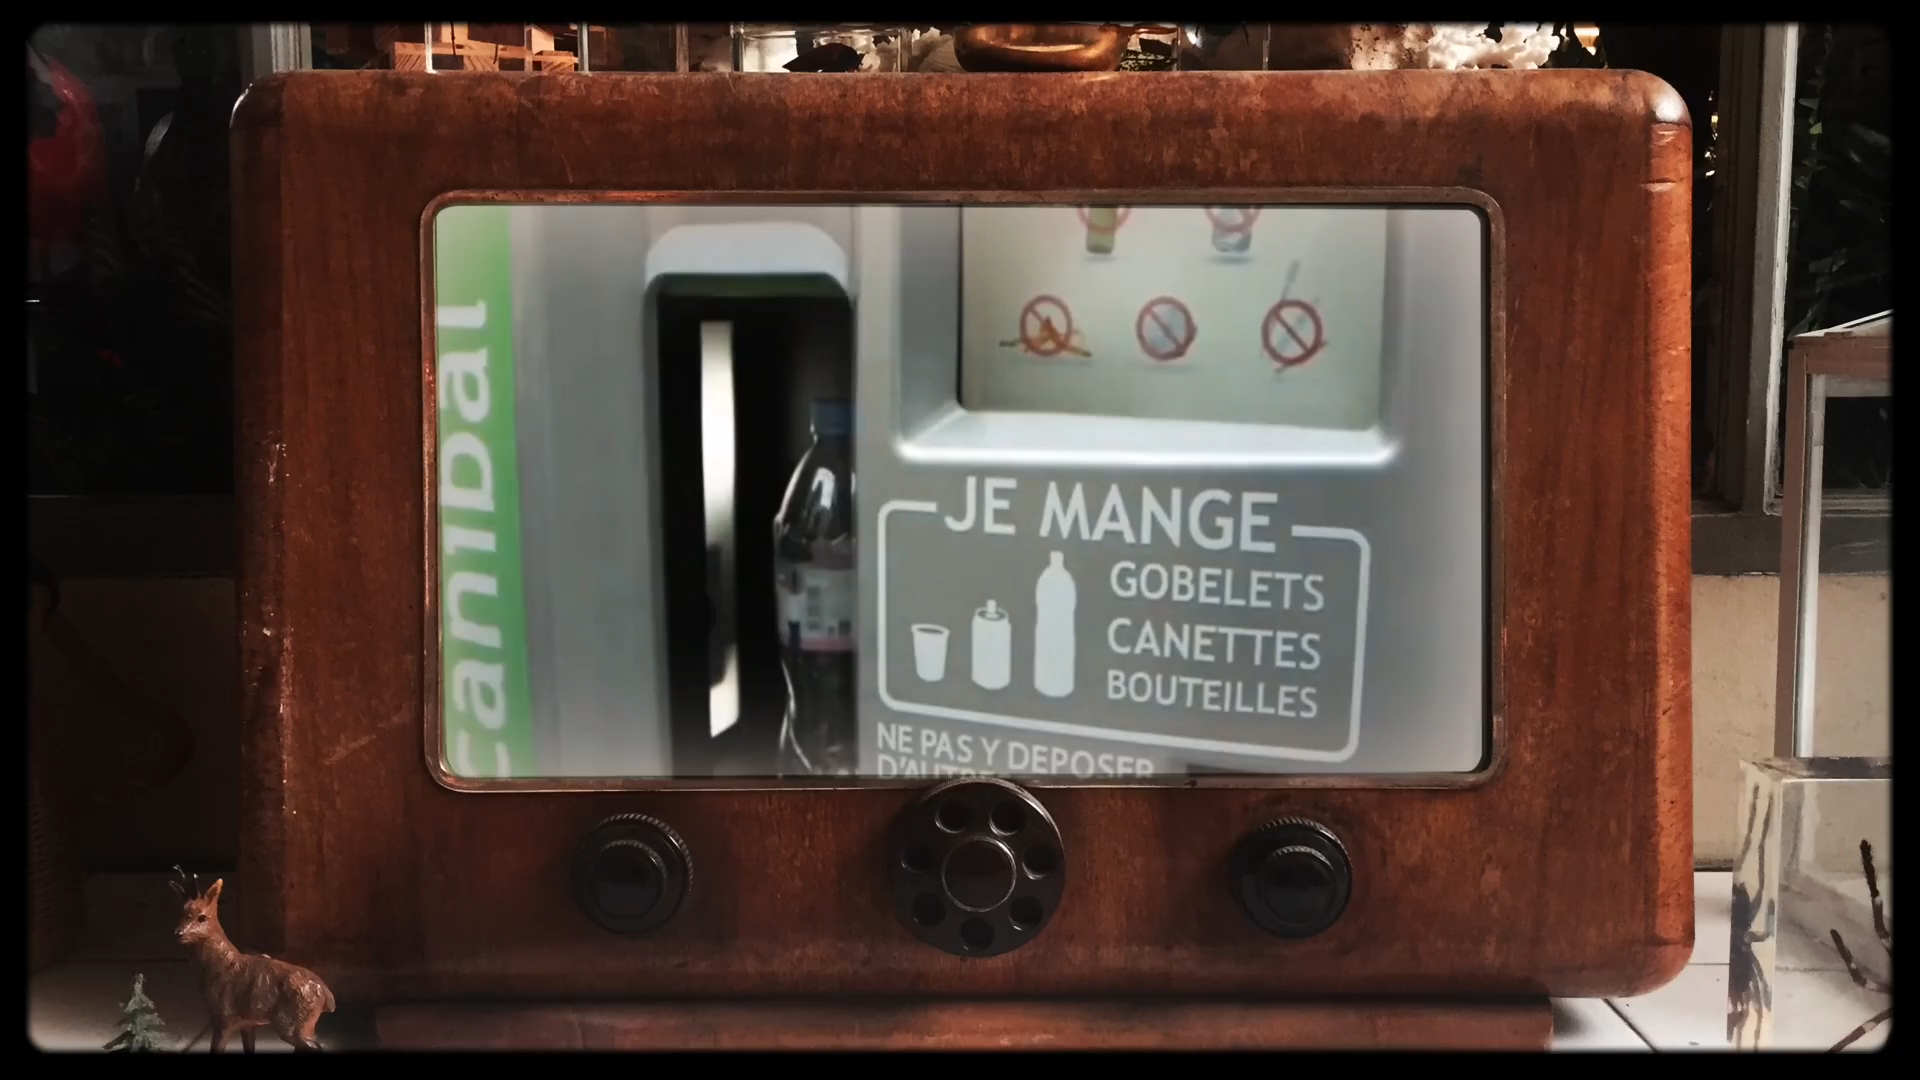 canibal
JE MANGE
GOBELETS
CANETTES
BOUTEILLES
NE PAS Y DEPOSER